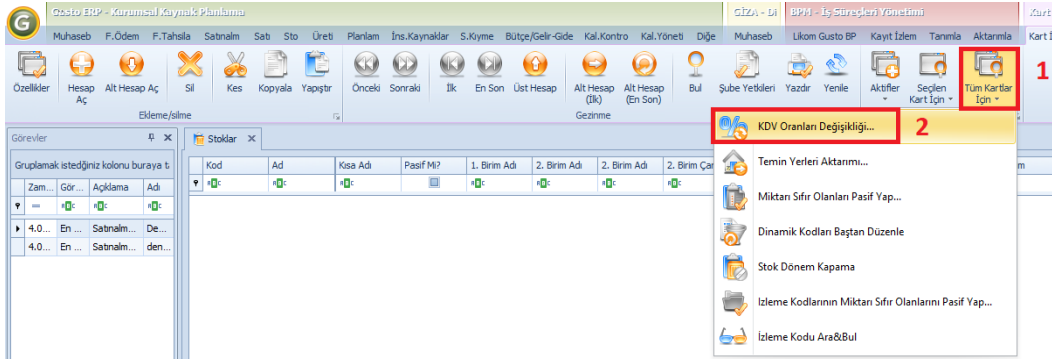 G
Gusto ERP - Kurumsal Kaynak Planlama
GİZA - Di
BPM - İş Süreçleri Yönetimi
Kart
Muhaseb F.Ödem F.Tahsila Satınalm Satı Sto Üreti Planlam İns.Kaynaklar S.Kıyme Bütçe/Gelir-Gide Kal.Kontro Kal.Yöneti Diğe Muhaseb Likom Gusto BP Kayıt İzlem Tanımla Aktarımla Kart İ
1
Özellikler
Hesap Aç
Alt Hesap Aç
Sil
Kes
Kopyala
Yapıştır
Önceki
Sonraki
İlk
En Son
Üst Hesap
Alt Hesap (İlk)
Alt Hesap (En Son)
Bul
Şube Yetkileri
Yazdır
Yenile
Aktifler
Seçilen Kart İçin
Tüm Kartlar İçin
Ekleme/silme
Gezinme
Görevler
Stoklar
KDV Oranları Değişikliği...
2
Gruplamak istediğiniz kolonu buraya
Kod Ad Kısa Adı Pasif Mi? 1. Birim Adı 2. Birim Adı 2. Birim Adı 2. Birim Çar
Zam... Gör... Açıklama Adı
4.0... En ... Satınalm... De...
4.0... En ... Satınalm... den...
Temin Yerleri Aktarımı...
Miktarı Sıfır Olanları Pasif Yap...
Dinamik Kodları Baştan Düzenle
Stok Dönem Kapama
İzleme Kodlarının Miktarı Sıfır Olanlarını Pasif Yap...
İzleme Kodu Ara&Bul